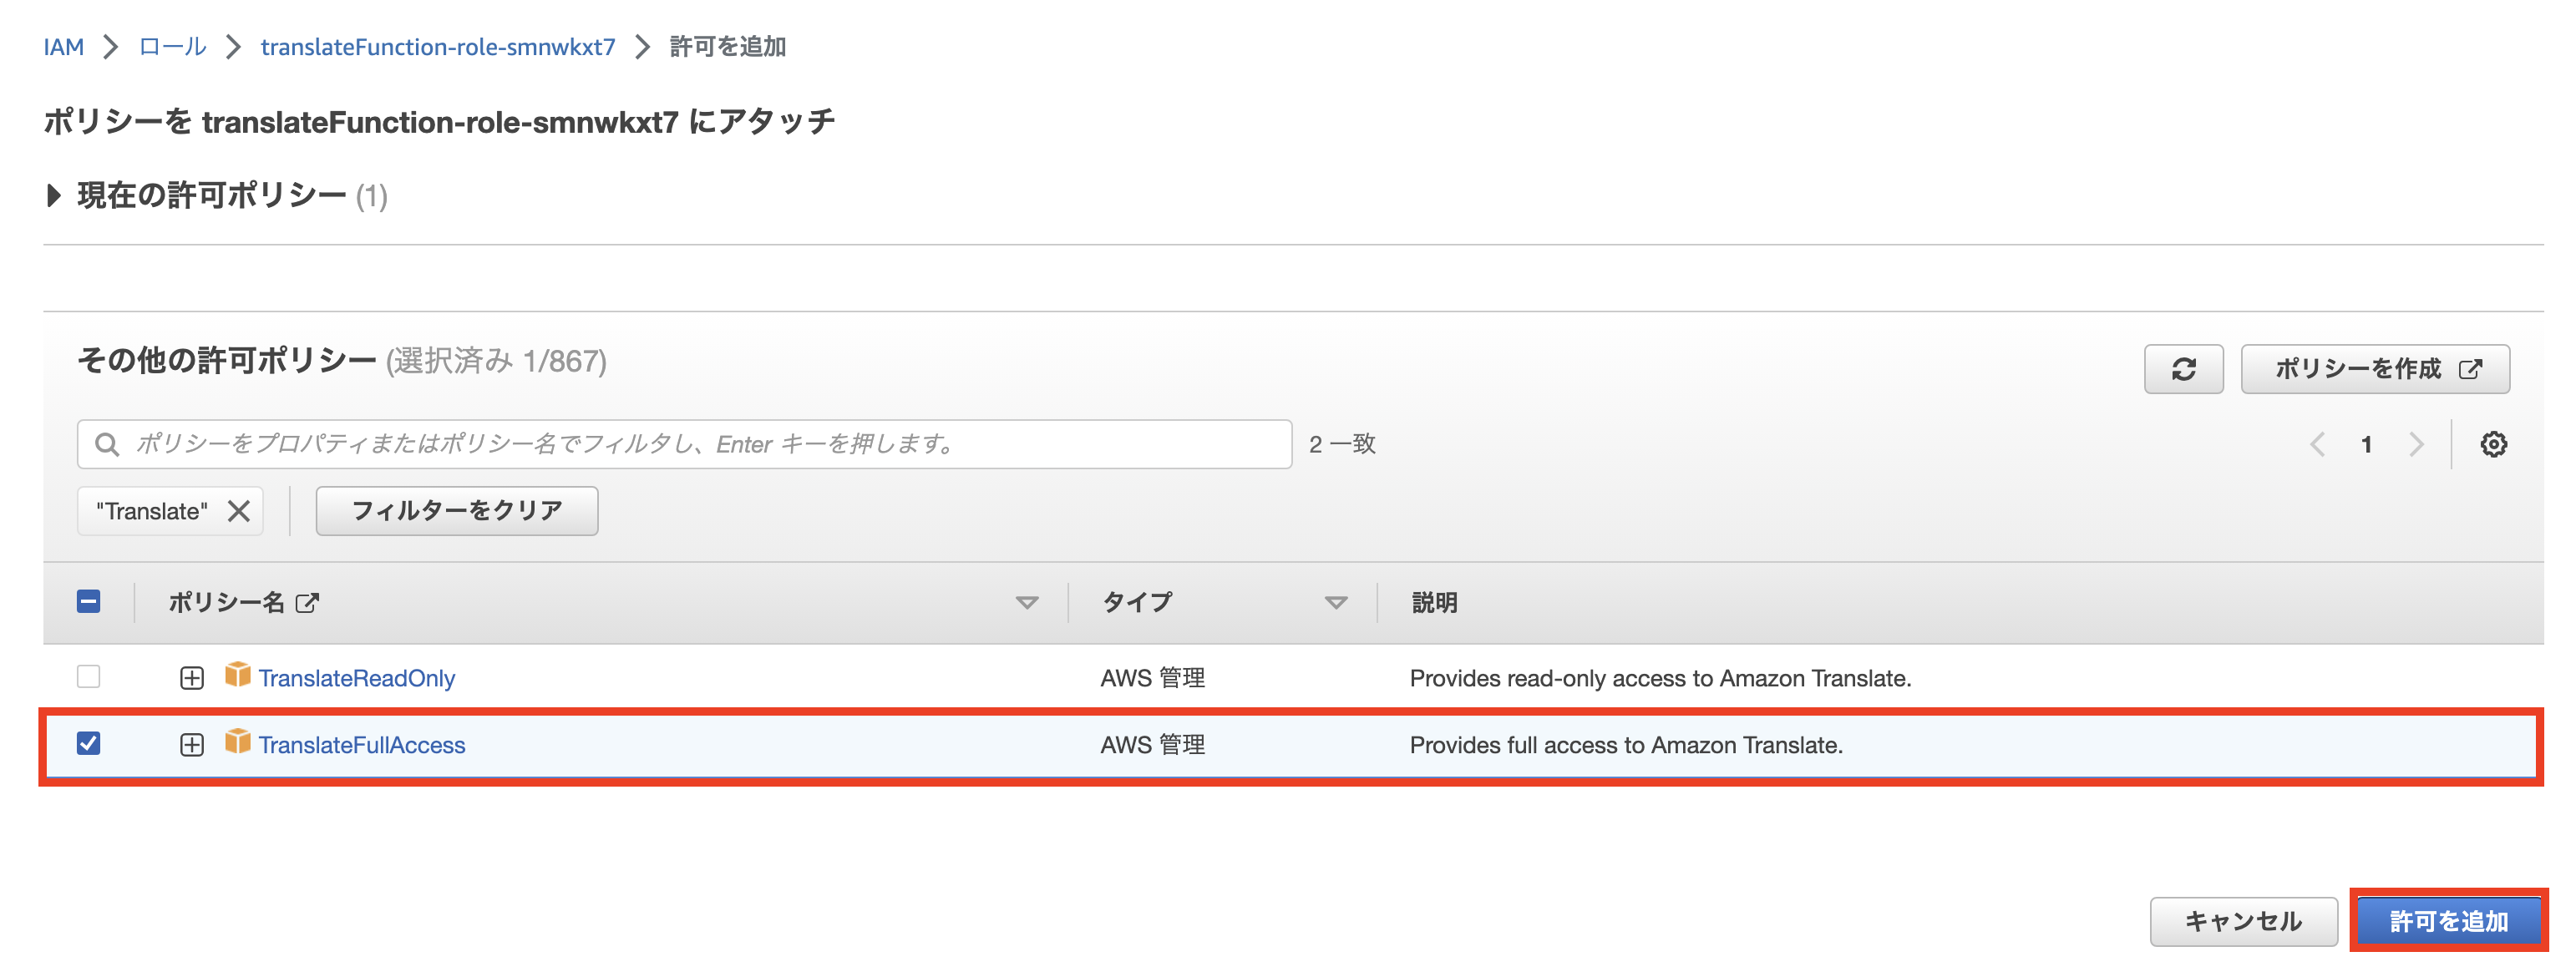 IAM > ロール > translateFunction-role-smnwkxt7 > 許可を追加
ポリシーを translateFunction-role-smnwkxt7 にアタッチ
現在の許可ポリシー (1)
その他の許可ポリシー (選択済み 1/867)
ポリシーを作成
ポリシーをプロパティまたはポリシー名でフィルタし、Enter キーを押します。 2 一致 1
"Translate" フィルターをクリア
ポリシー名 タイプ 説明
TranslateReadOnly AWS 管理 Provides read-only access to Amazon Translate.
TranslateFullAccess AWS 管理 Provides full access to Amazon Translate.
キャンセル 許可を追加